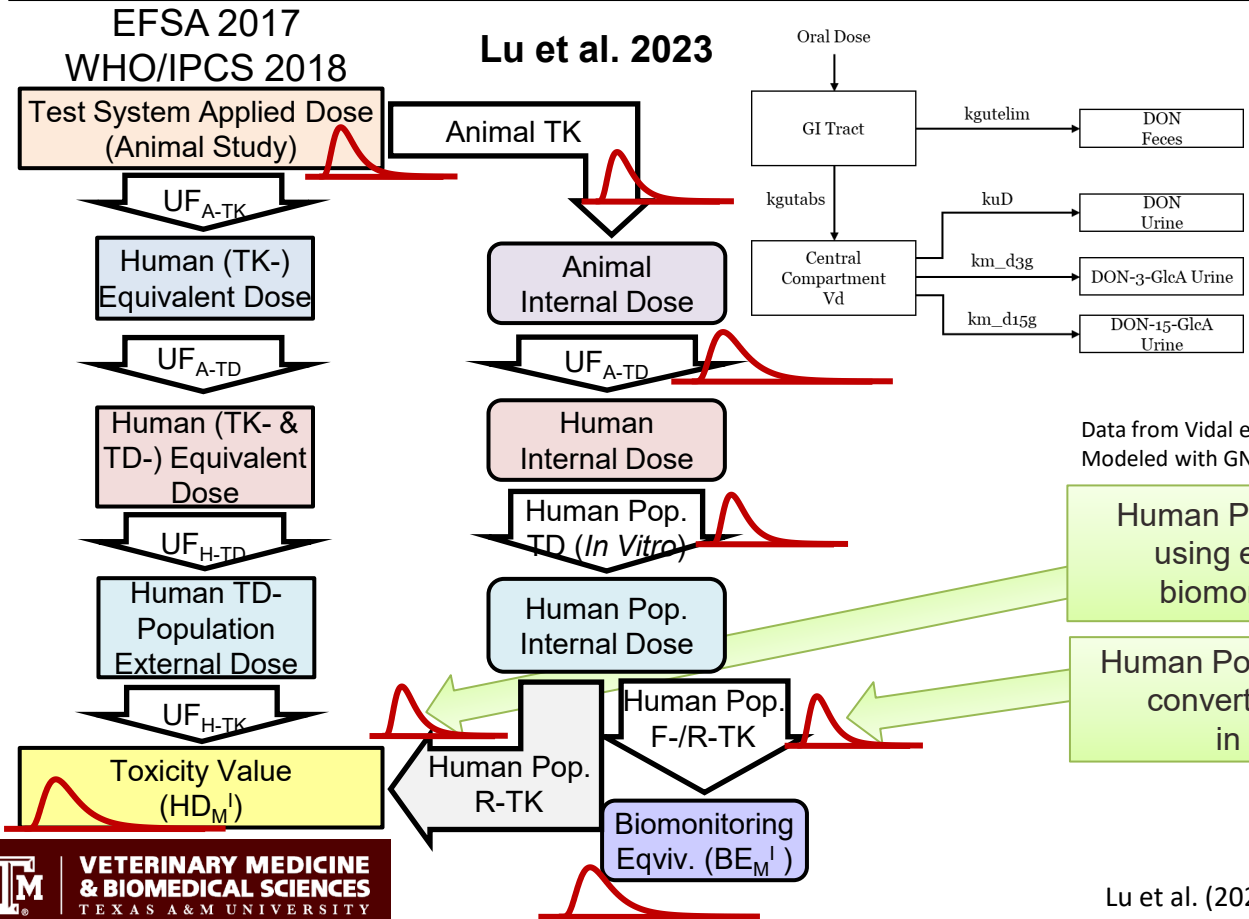 EFSA 2017
WHO/IPCS 2018
Lu et al. 2023
Test System Applied Dose
(Animal Study)
UFA-TK
Human (TK-)
Equivalent Dose
UFA-TD
Human (TK- &
TD-) Equivalent
Dose
UFH-TD
Human TD-
Population
External Dose
UFH-TK
Toxicity Value
(HDMI)
Animal TK
Animal
Internal Dose
UFA-TD
Human
Internal Dose
Human Pop.
TD (In Vitro)
Human Pop.
Internal Dose
Human Pop.
F-/R-TK
Human Pop.
R-TK
Biomonitoring
Eqviv. (BEMI )
Oral Dose
GI Tract
kgutelim
DON
Feces
kgutabs
Central
Compartment
Vd
kuD
DON
Urine
km_d3g
DON-3-GlcA Urine
km_d15g
DON-15-GlcA
Urine
Data from Vidal e
Modeled with GN
Human P
using e
biomo
Human Po
convert
in
Lu et al. (202
TM
VETERINARY MEDICINE
& BIOMEDICAL SCIENCES
TEXAS A&M UNIVERSITY